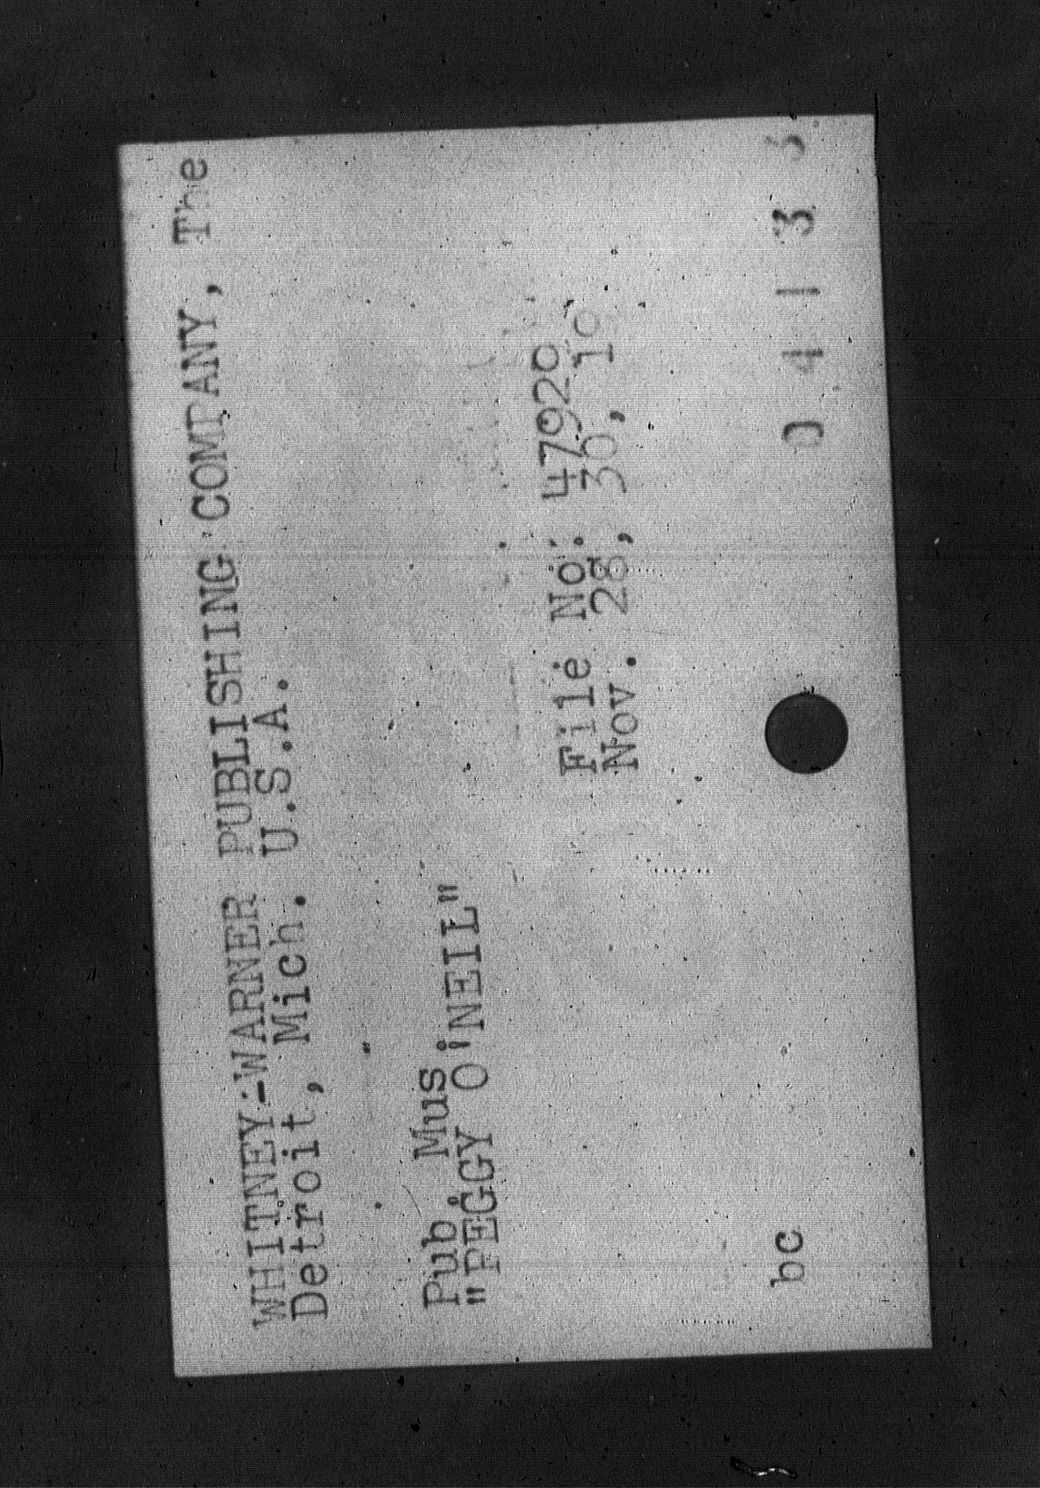 WHITNEY-WARNER PUBLISHING COMPANY, The
Detroit, Mich. U.S.A.
Pub. Mus.
"PEGGY O'NEIL"
File No. 47920
Nov. 28, 30, 10
bc
0 4 1 3